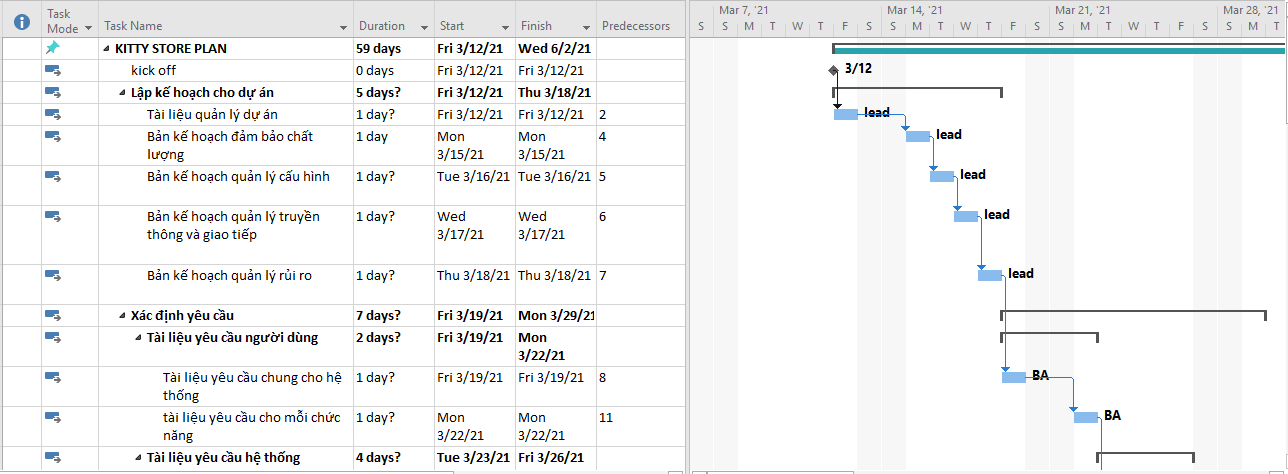 Task Mode Task Name Duration Start Finish Predecessors
KITTY STORE PLAN 59 days Fri 3/12/21 Wed 6/2/21
kick off 0 days Fri 3/12/21 Fri 3/12/21
Lập kế hoạch cho dự án 5 days? Fri 3/12/21 Thu 3/18/21
Tài liệu quản lý dự án 1 day? Fri 3/12/21 Fri 3/12/21 2
Bản kế hoạch đảm bảo chất lượng 1 day Mon 3/15/21 Mon 3/15/21 4
Bản kế hoạch quản lý cấu hình 1 day? Tue 3/16/21 Tue 3/16/21 5
Bản kế hoạch quản lý truyền thông và giao tiếp 1 day? Wed 3/17/21 Wed 3/17/21 6
Bản kế hoạch quản lý rủi ro 1 day? Thu 3/18/21 Thu 3/18/21 7
Xác định yêu cầu 7 days? Fri 3/19/21 Mon 3/29/21
Tài liệu yêu cầu người dùng 2 days? Fri 3/19/21 Mon 3/22/21
Tài liệu yêu cầu chung cho hệ thống 1 day? Fri 3/19/21 Fri 3/19/21 8
tài liệu yêu cầu cho mỗi chức năng 1 day? Mon 3/22/21 Mon 3/22/21 11
Tài liệu yêu cầu hệ thống 4 days? Tue 3/23/21 Fri 3/26/21
Mar 7, '21 Mar 14, '21 Mar 21, '21 Mar 28, '21
S S M T W T F S S M T W T F S S M T W T F S S M T
3/12
lead
lead
lead
lead
lead
BA
BA